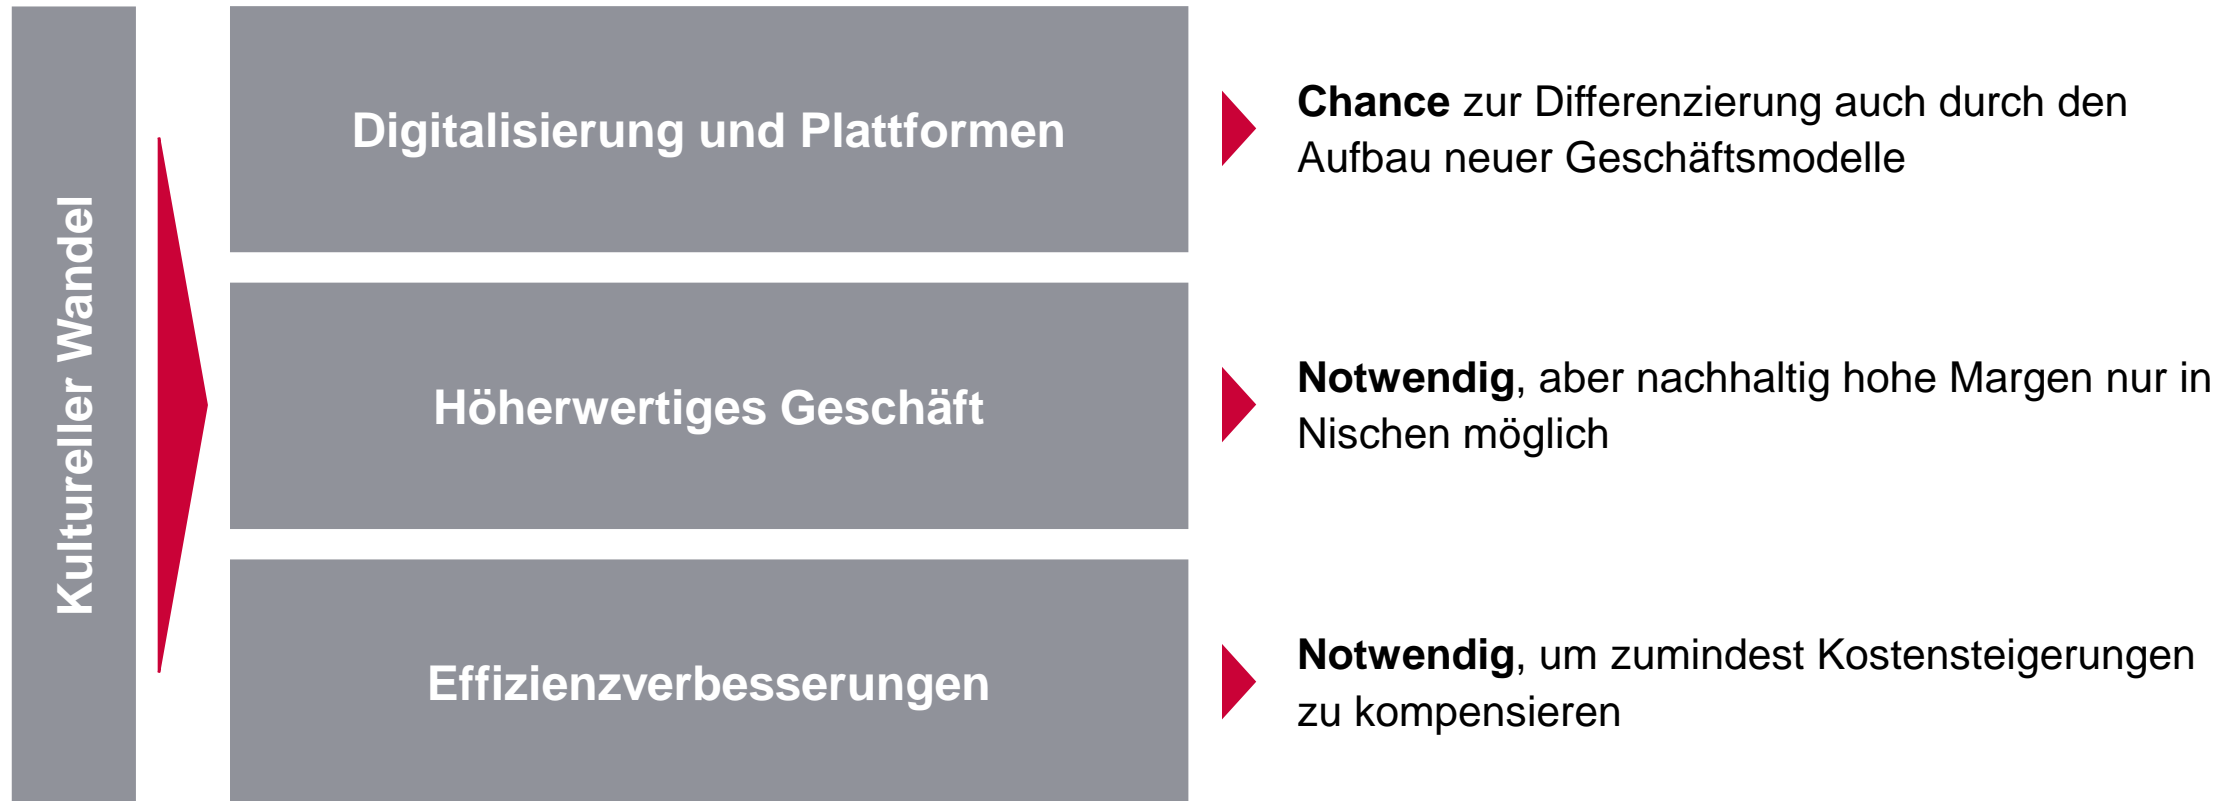 Kultureller Wandel
Digitalisierung und Plattformen
Chance zur Differenzierung auch durch den
Aufbau neuer Geschäftsmodelle
Höherwertiges Geschäft
Notwendig, aber nachhaltig hohe Margen nur in
Nischen möglich
Effizienzverbesserungen
Notwendig, um zumindest Kostensteigerungen
zu kompensieren